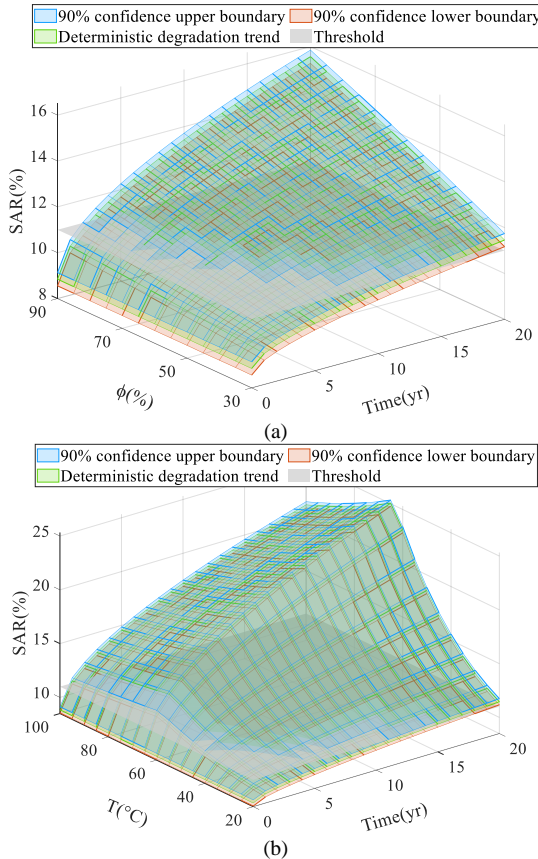 90% confidence upper boundary 90% confidence lower boundary
Deterministic degradation trend Threshold
SAR(%)
16
14
12
10
8
90
70
50
30
ϕ(%)
0
5
10
15
20
Time(yr)
(a)
90% confidence upper boundary 90% confidence lower boundary
Deterministic degradation trend Threshold
SAR(%)
25
20
15
10
100
80
60
40
20
T(°C)
0
5
10
15
20
Time(yr)
(b)